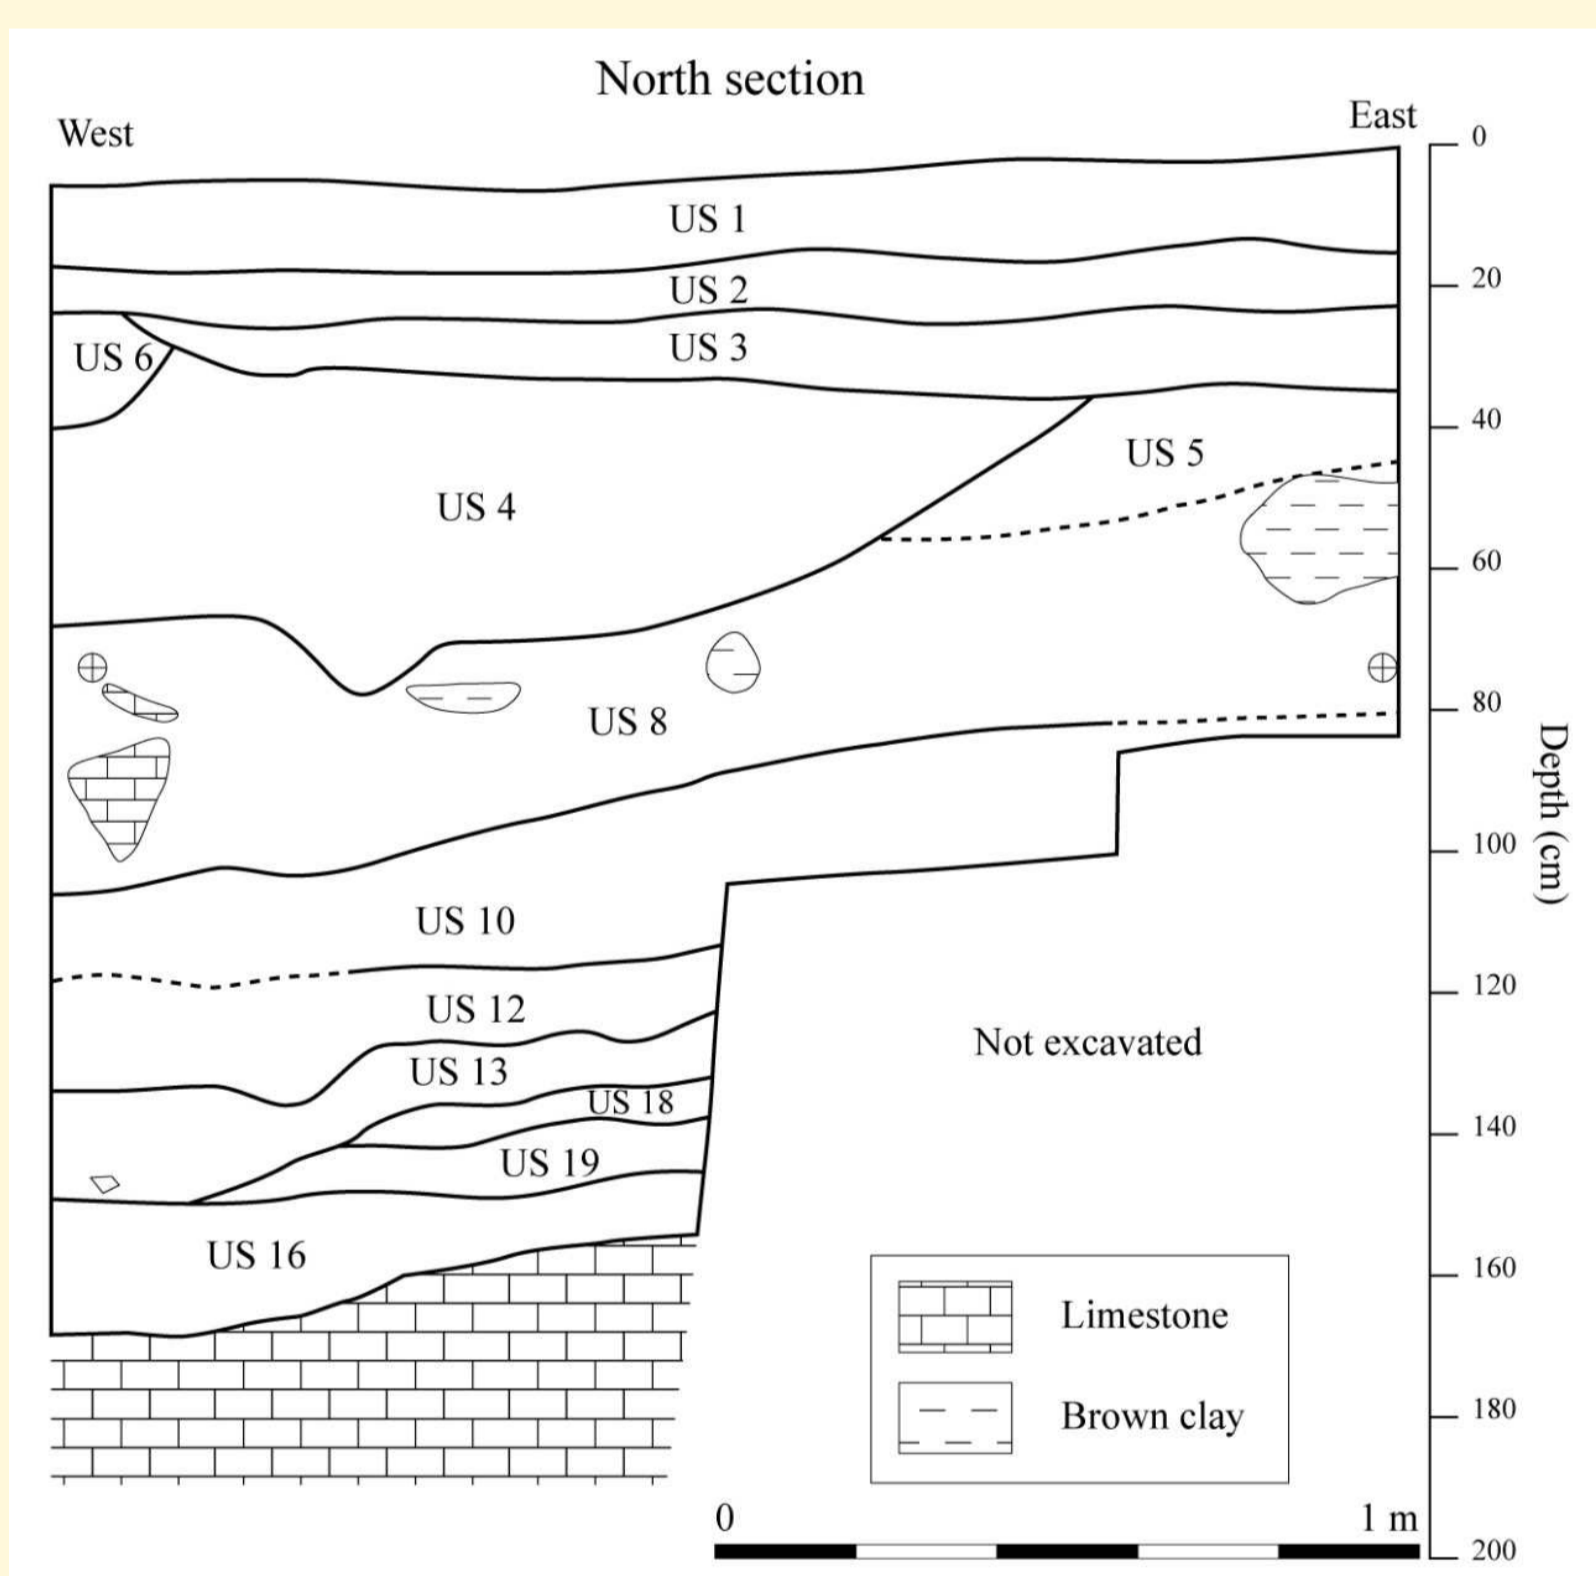 North section
West
East
0
US 1
20
US 2
US 3
US 6
40
US 5
US 4
60
80
US 8
Depth (cm)
100
US 10
120
US 12
Not excavated
US 13
US 18
140
US 19
US 16
160
Limestone
180
Brown clay
0
1 m
200